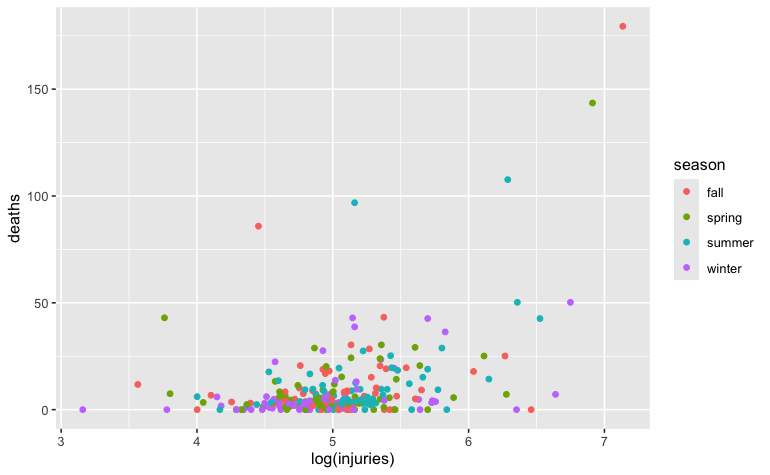 150
100
50
0
deaths
3 4 5 6 7
log(injuries)
season
fall
spring
summer
winter